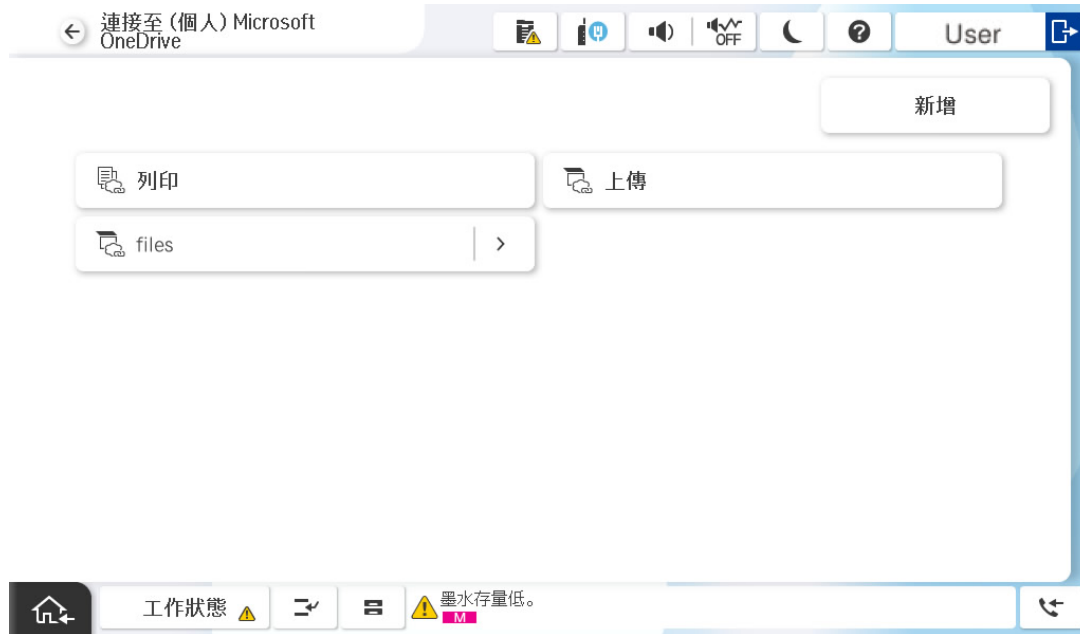 連接至 (個人) Microsoft
OneDrive
OFF
User
新增
列印
上傳
files
工作狀態
墨水存量低。
M